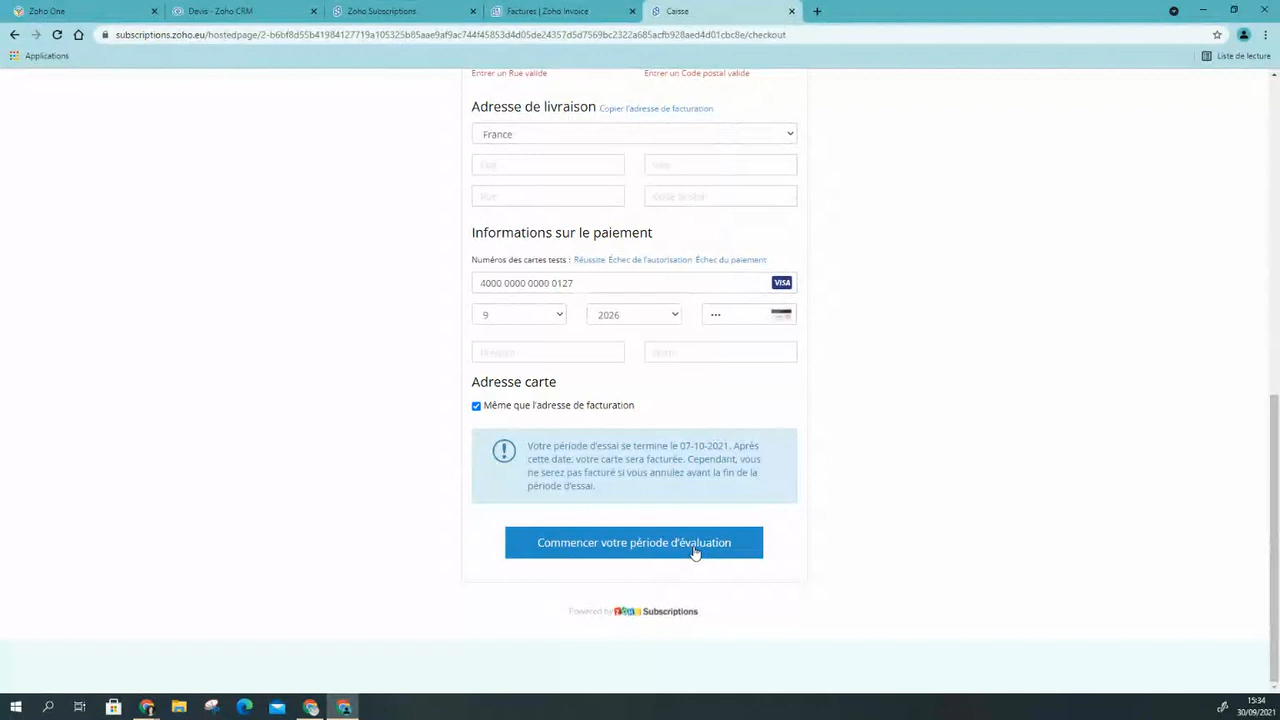 Zoho One
Devis - Zoho CRM
Zoho Subscriptions
Factures | Zoho Invoice
Caisse
subscriptions.zoho.eu/hostedpage/2-b6bf8d55b41984127719a105325b85aae9af9ac744f45853d4d05de24357d5d7569bc2322a685acfb928aed4d01cbc8e/checkout
Applications
Liste de lecture
Entrer un Rue valide
Entrer un Code postal valide
Adresse de livraison Copier l'adresse de facturation
France
Rue
Code postal
Informations sur le paiement
Numéros des cartes tests : Réussite Échec de l'autorisation Échec du paiement
4000 0000 0000 0127
VISA
9
2026
•••
Prénom
Nom
Adresse carte
Même que l'adresse de facturation
Votre période d'essai se termine le 07-10-2021. Après
cette date, votre carte sera facturée. Cependant, vous
ne serez pas facturé si vous annulez avant la fin de la
période d'essai.
Commencer votre période d'évaluation
Powered by ZOHO Subscriptions
15:34
30/09/2021